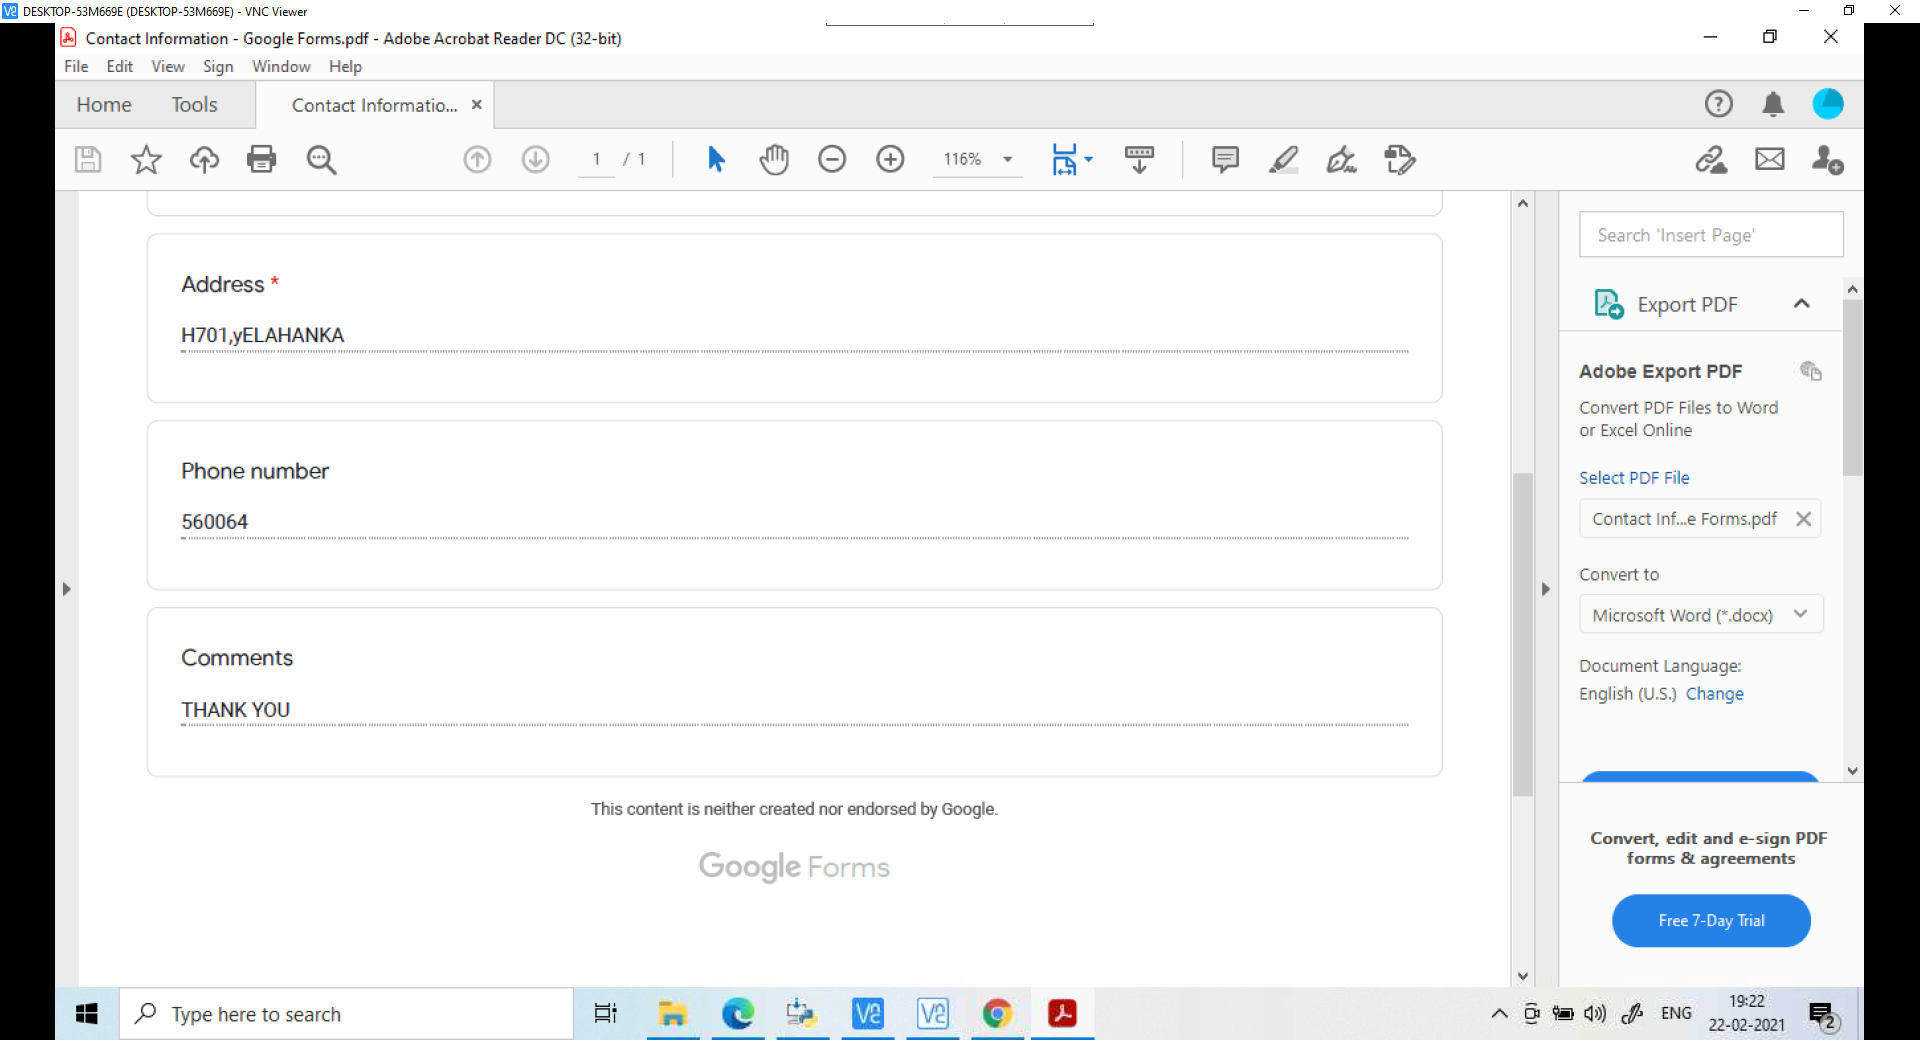 DESKTOP-53M669E (DESKTOP-53M669E) - VNC Viewer
Contact Information - Google Forms.pdf - Adobe Acrobat Reader DC (32-bit)
File Edit View Sign Window Help
Home Tools Contact Informatio...
1 / 1 116%
Search 'Insert Page'
Address *
H701,yELAHANKA
Phone number
560064
Comments
THANK YOU
This content is neither created nor endorsed by Google.
Google Forms
Export PDF
Adobe Export PDF
Convert PDF Files to Word
or Excel Online
Select PDF File
Contact Inf...e Forms.pdf
Convert to
Microsoft Word (*.docx)
Document Language:
English (U.S.) Change
Convert, edit and e-sign PDF
forms & agreements
Free 7-Day Trial
Type here to search
ENG
19:22
22-02-2021
2